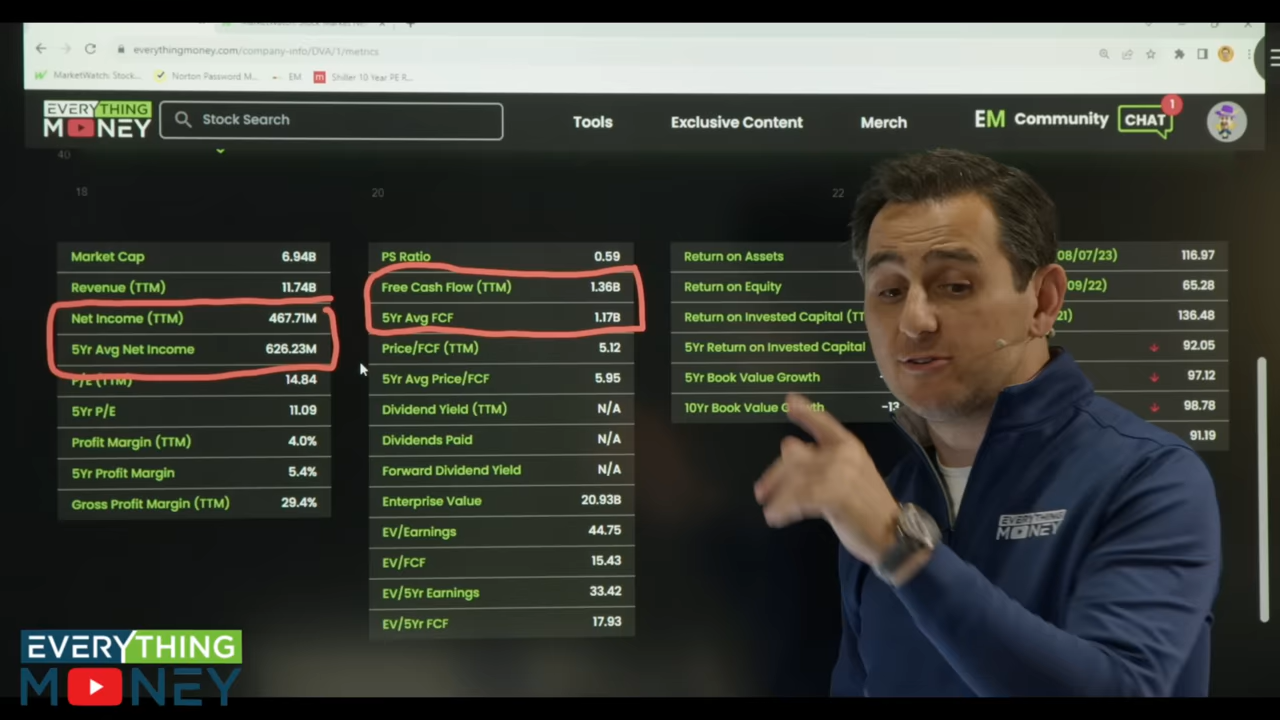 everythingmoney.com/company-info/DVA/1/metrics
MarketWatch: Stock... Norton Password M... EM Shiller 10 Year PE R...
EVERYTHING
MONEY
Stock Search
Tools
Exclusive Content
Merch
EM Community
CHAT
1
40
18
20
22
Market Cap 6.94B
Revenue (TTM) 11.74B
Net Income (TTM) 467.71M
5Yr Avg Net Income 626.23M
P/E (TTM) 14.84
5Yr P/E 11.09
Profit Margin (TTM) 4.0%
5Yr Profit Margin 5.4%
Gross Profit Margin (TTM) 29.4%
PS Ratio 0.59
Free Cash Flow (TTM) 1.36B
5Yr Avg FCF 1.17B
Price/FCF (TTM) 5.12
5Yr Avg Price/FCF 5.95
Dividend Yield (TTM) N/A
Dividends Paid N/A
Forward Dividend Yield N/A
Enterprise Value 20.93B
EV/Earnings 44.75
EV/FCF 15.43
EV/5Yr Earnings 33.42
EV/5Yr FCF 17.93
Return on Assets 08/07/23) 116.97
Return on Equity 09/22) 65.28
Return on Invested Capital (TT 21) 136.48
5Yr Return on Invested Capital 92.05
5Yr Book Value Growth 97.12
10Yr Book Value Growth -13 98.78
91.19
EVERYTHING
MONEY
EVERYTHING
MONEY